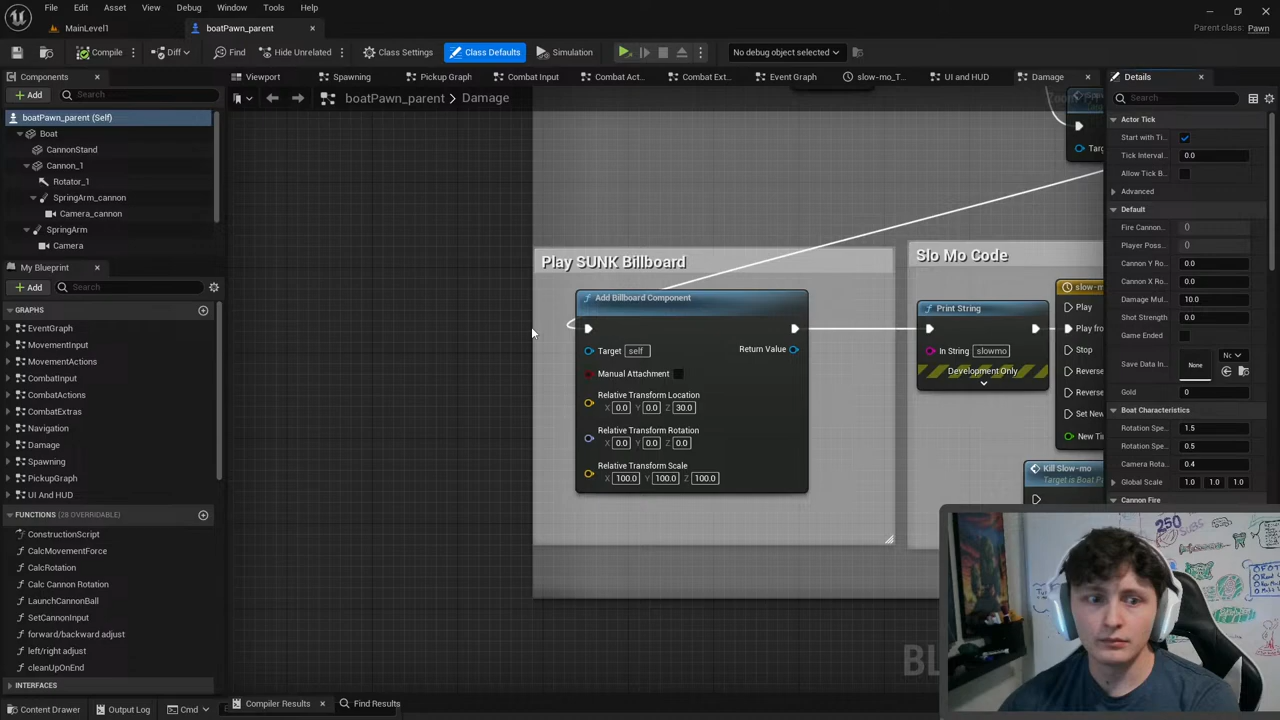 File Edit Asset View Debug Window Tools Help
MainLevel1
boatPawn_parent
Parent class: Pawn
Compile Diff Find Hide Unrelated Class Settings Class Defaults Simulation No debug object selected
Components
Viewport Spawning Pickup Graph Combat Input Combat Act... Combat Ext... Event Graph slow-mo_T... UI and HUD Damage Details
Add Search
boatPawn_parent > Damage
Search
boatPawn_parent (Self)
Boat
CannonStand
Cannon_1
Rotator_1
SpringArm_cannon
Camera_cannon
SpringArm
Camera
My Blueprint
Add Search
GRAPHS
EventGraph
MovementInput
MovementActions
CombatInput
CombatActions
CombatExtras
Navigation
Damage
Spawning
PickupGraph
UI And HUD
FUNCTIONS (28 OVERRIDABLE)
ConstructionScript
CalcMovementForce
CalcRotation
Calc Cannon Rotation
LaunchCannonBall
SetCannonInput
forward/backward adjust
left/right adjust
cleanUpOnEnd
INTERFACES
Play SUNK Billboard
Add Billboard Component
Target self
Return Value
Manual Attachment
Relative Transform Location
X 0.0 Y 0.0 Z 30.0
Relative Transform Rotation
X 0.0 Y 0.0 Z 0.0
Relative Transform Scale
X 100.0 Y 100.0 Z 100.0
Slo Mo Code
Print String
In String slowmo
Development Only
slow-mo
Play
Play from
Stop
Reverse
Reverse
Set New
New Tim
Kill Slow-mo
Target is Boat P
Actor Tick
Start with Ti...
Tick Interval... 0.0
Allow Tick B...
Advanced
Default
Fire Cannon... ()
Player Poss... ()
Cannon Y Ro... 0.0
Cannon X Ro... 0.0
Damage Mul... 10.0
Shot Strength 0.0
Game Ended
Save Data In... None
Gold 0
Boat Characteristics
Rotation Spe... 1.5
Rotation Spe... 0.5
Camera Rota... 0.4
Global Scale 1.0 1.0 1.0
Cannon Fire
250
Content Drawer Output Log Cmd Compiler Results Find Results